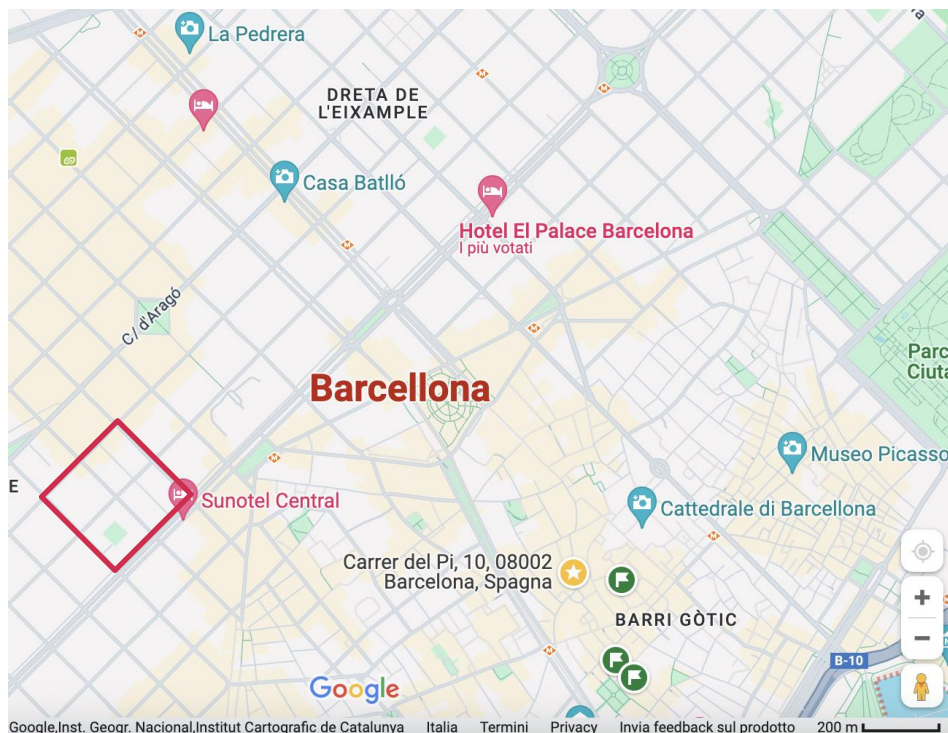 La Pedrera
DRETA DE
L'EIXAMPLE
Casa Batlló
Hotel El Palace Barcelona
I più votati
C/ d'Aragó
Barcellona
Parc
Ciuta
Museo Picasso
E
Sunotel Central
Cattedrale di Barcellona
Carrer del Pi, 10, 08002
Barcelona, Spagna
BARRI GÒTIC
B-10
Google
Google,Inst. Geogr. Nacional,Institut Cartografic de Catalunya Italia Termini Privacy Invia feedback sul prodotto 200 m